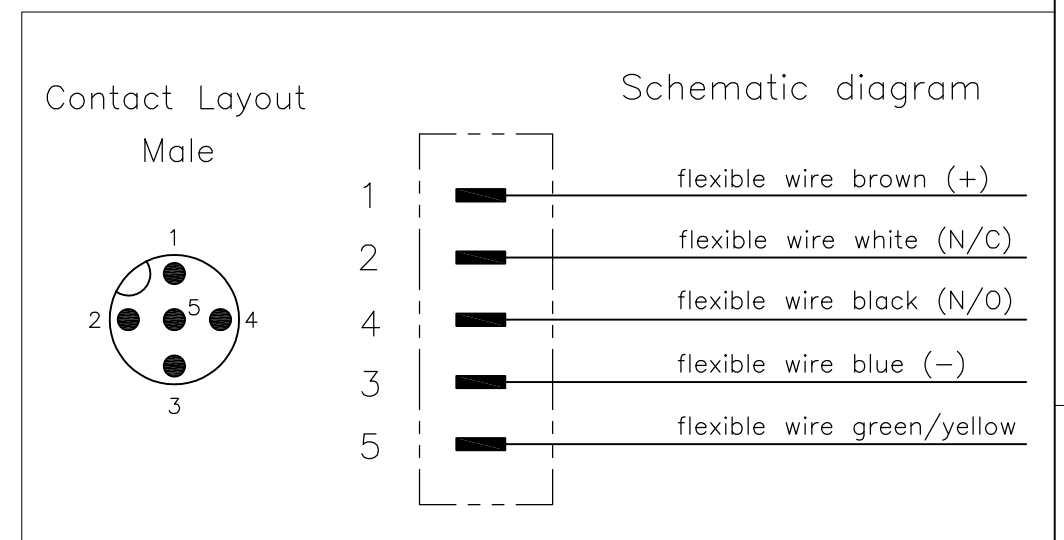 Contact Layout
Male
1
2
5
4
3
Schematic diagram
1 flexible wire brown (+)
2 flexible wire white (N/C)
4 flexible wire black (N/O)
3 flexible wire blue (−)
5 flexible wire green/yellow